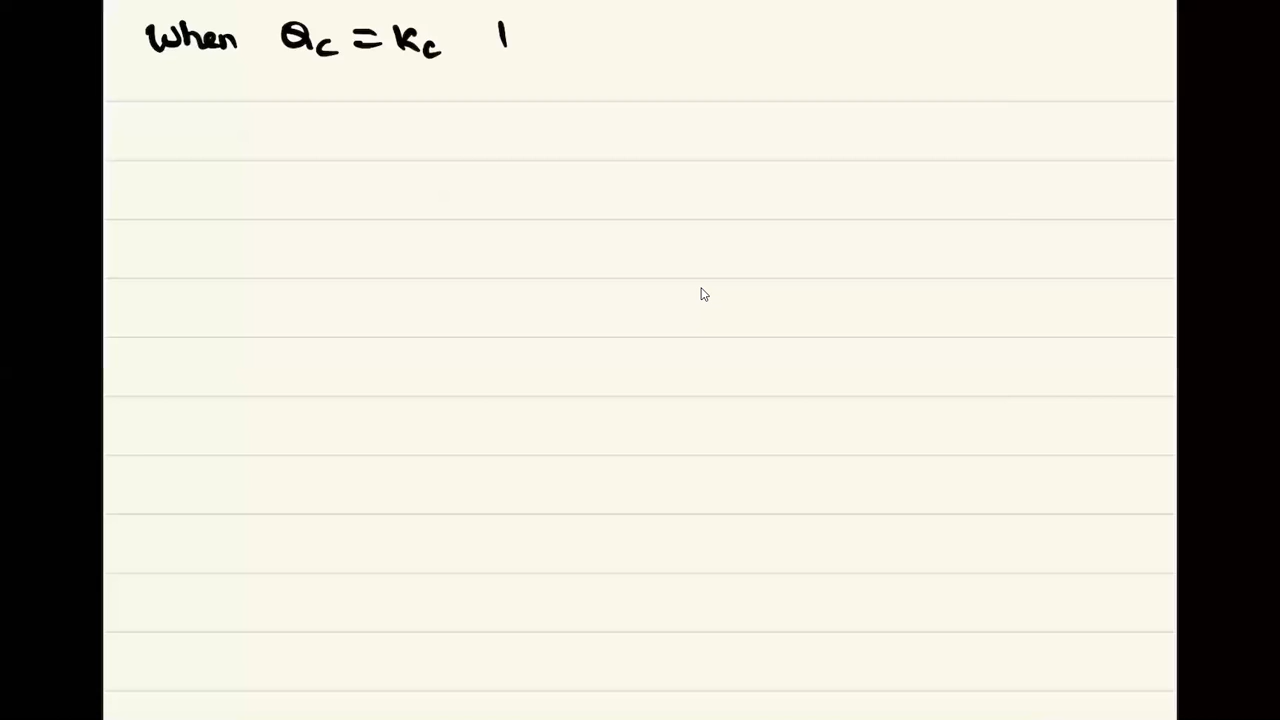 When Qc = Kc